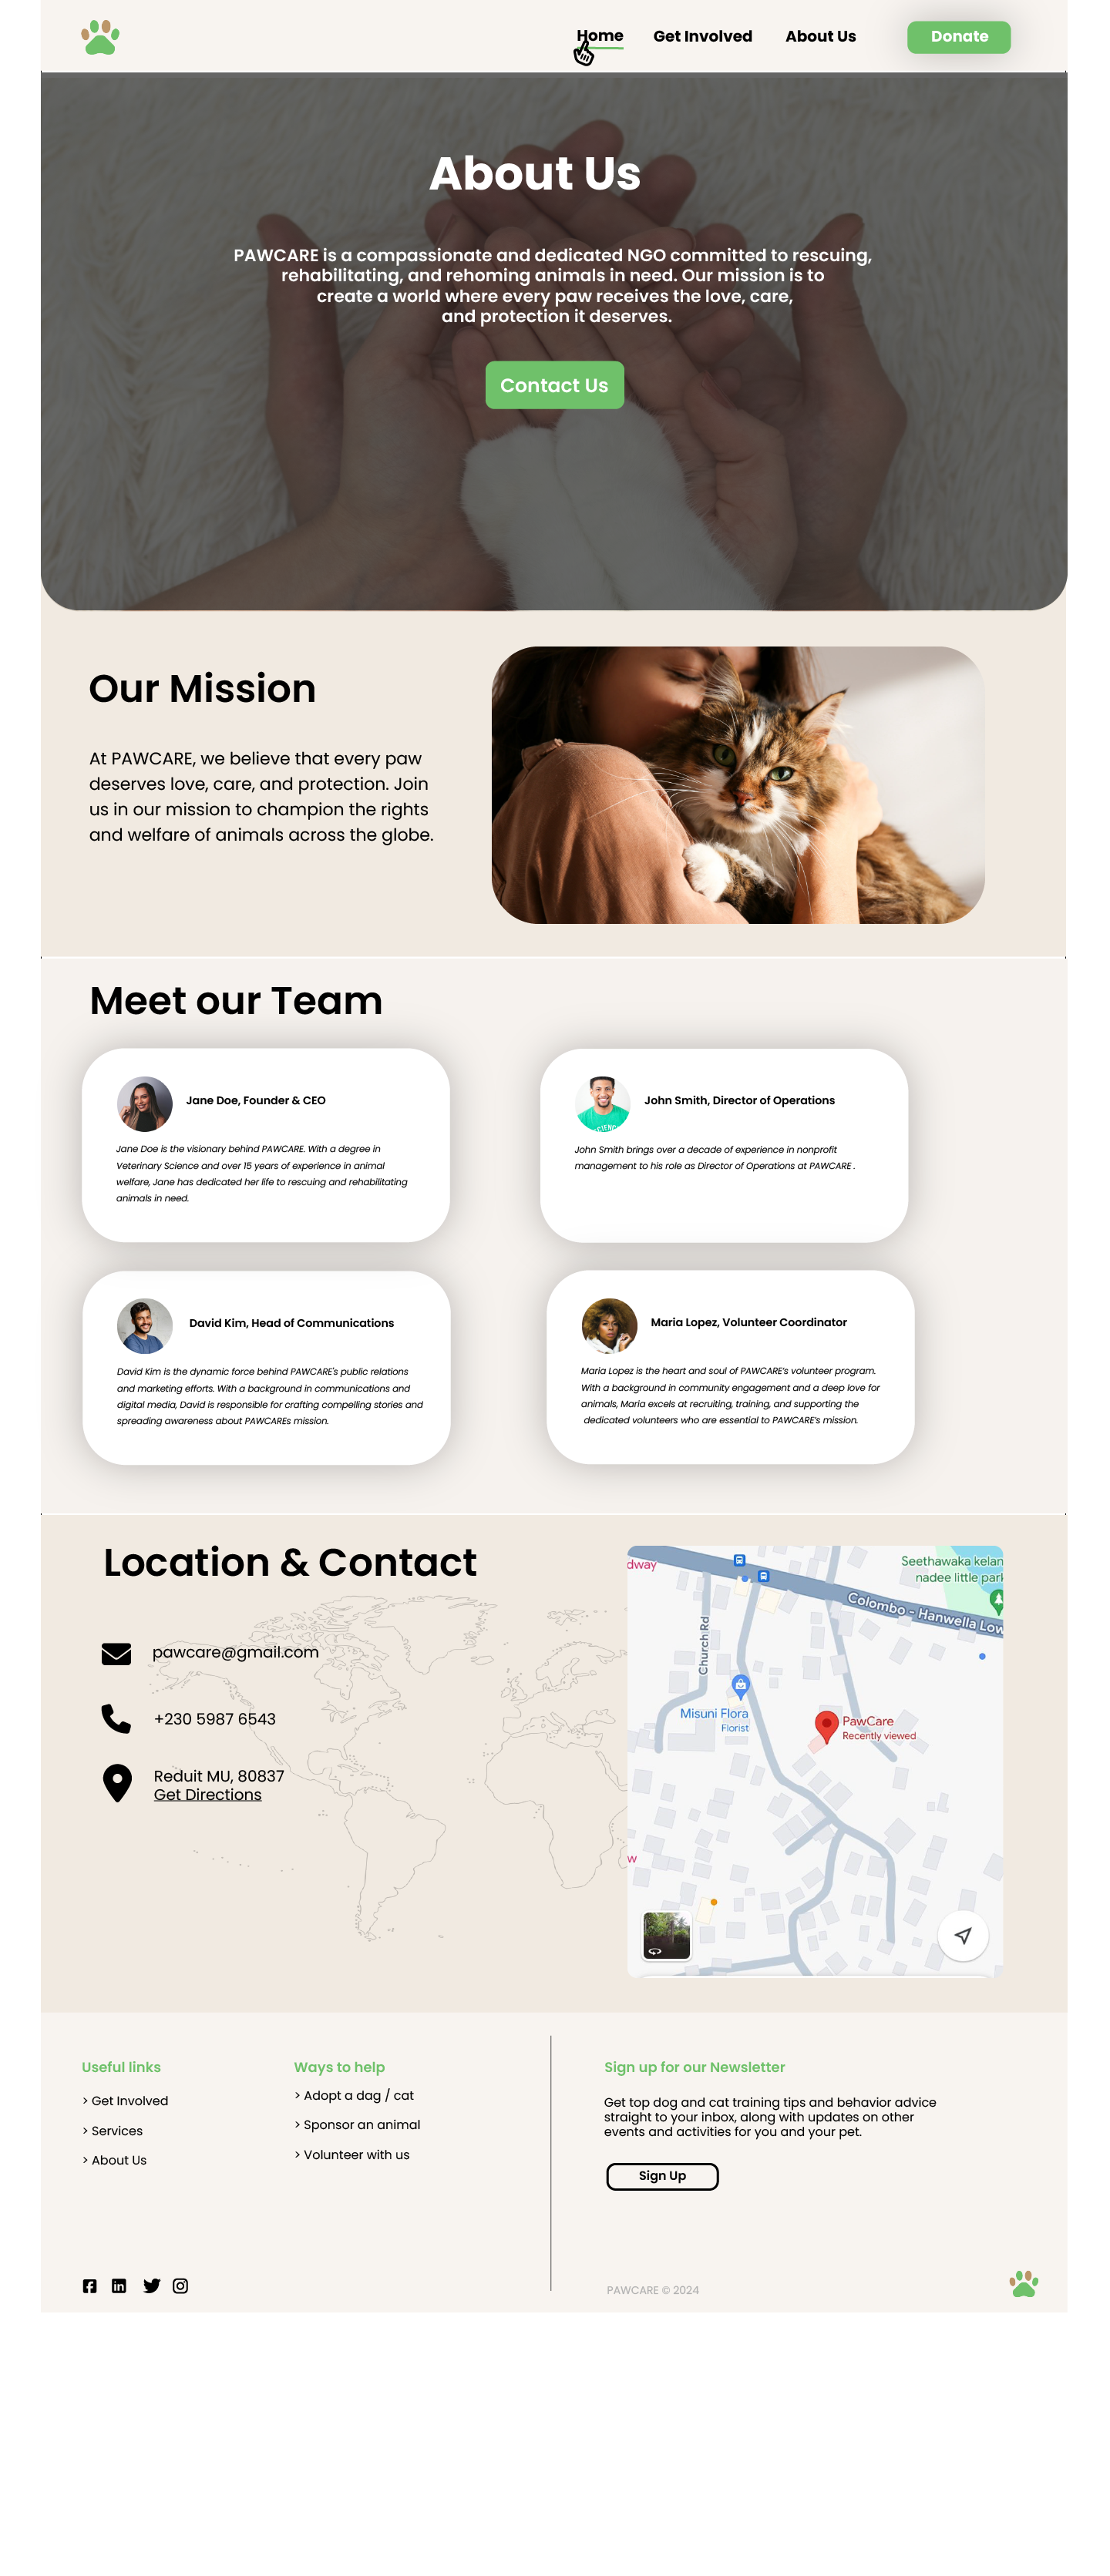 Home
Get Involved
About Us
Donate
About Us
PAWCARE is a compassionate and dedicated NGO committed to rescuing,
rehabilitating, and rehoming animals in need. Our mission is to
create a world where every paw receives the love, care,
and protection it deserves.
Contact Us
Our Mission
At PAWCARE, we believe that every paw
deserves love, care, and protection. Join
us in our mission to champion the rights
and welfare of animals across the globe.
Meet our Team
Jane Doe, Founder & CEO
Jane Doe is the visionary behind PAWCARE. With a degree in
Veterinary Science and over 15 years of experience in animal
welfare, Jane has dedicated her life to rescuing and rehabilitating
animals in need.
John Smith, Director of Operations
John Smith brings over a decade of experience in nonprofit
management to his role as Director of Operations at PAWCARE .
David Kim, Head of Communications
David Kim is the dynamic force behind PAWCARE's public relations
and marketing efforts. With a background in communications and
digital media, David is responsible for crafting compelling stories and
spreading awareness about PAWCAREs mission.
Maria Lopez, Volunteer Coordinator
Maria Lopez is the heart and soul of PAWCARE's volunteer program.
With a background in community engagement and a deep love for
animals, Maria excels at recruiting, training, and supporting the
dedicated volunteers who are essential to PAWCARE's mission.
Location & Contact
pawcare@gmail.com
+230 5987 6543
Reduit MU, 80837
Get Directions
dway
Seethawaka kelan
nadee little park
Colombo - Hanwella Low
Church Rd
Misuni Flora
Florist
PawCare
Recently viewed
w
Useful links
> Get Involved
> Services
> About Us
Ways to help
> Adopt a dag / cat
> Sponsor an animal
> Volunteer with us
Sign up for our Newsletter
Get top dog and cat training tips and behavior advice
straight to your inbox, along with updates on other
events and activities for you and your pet.
Sign Up
PAWCARE © 2024